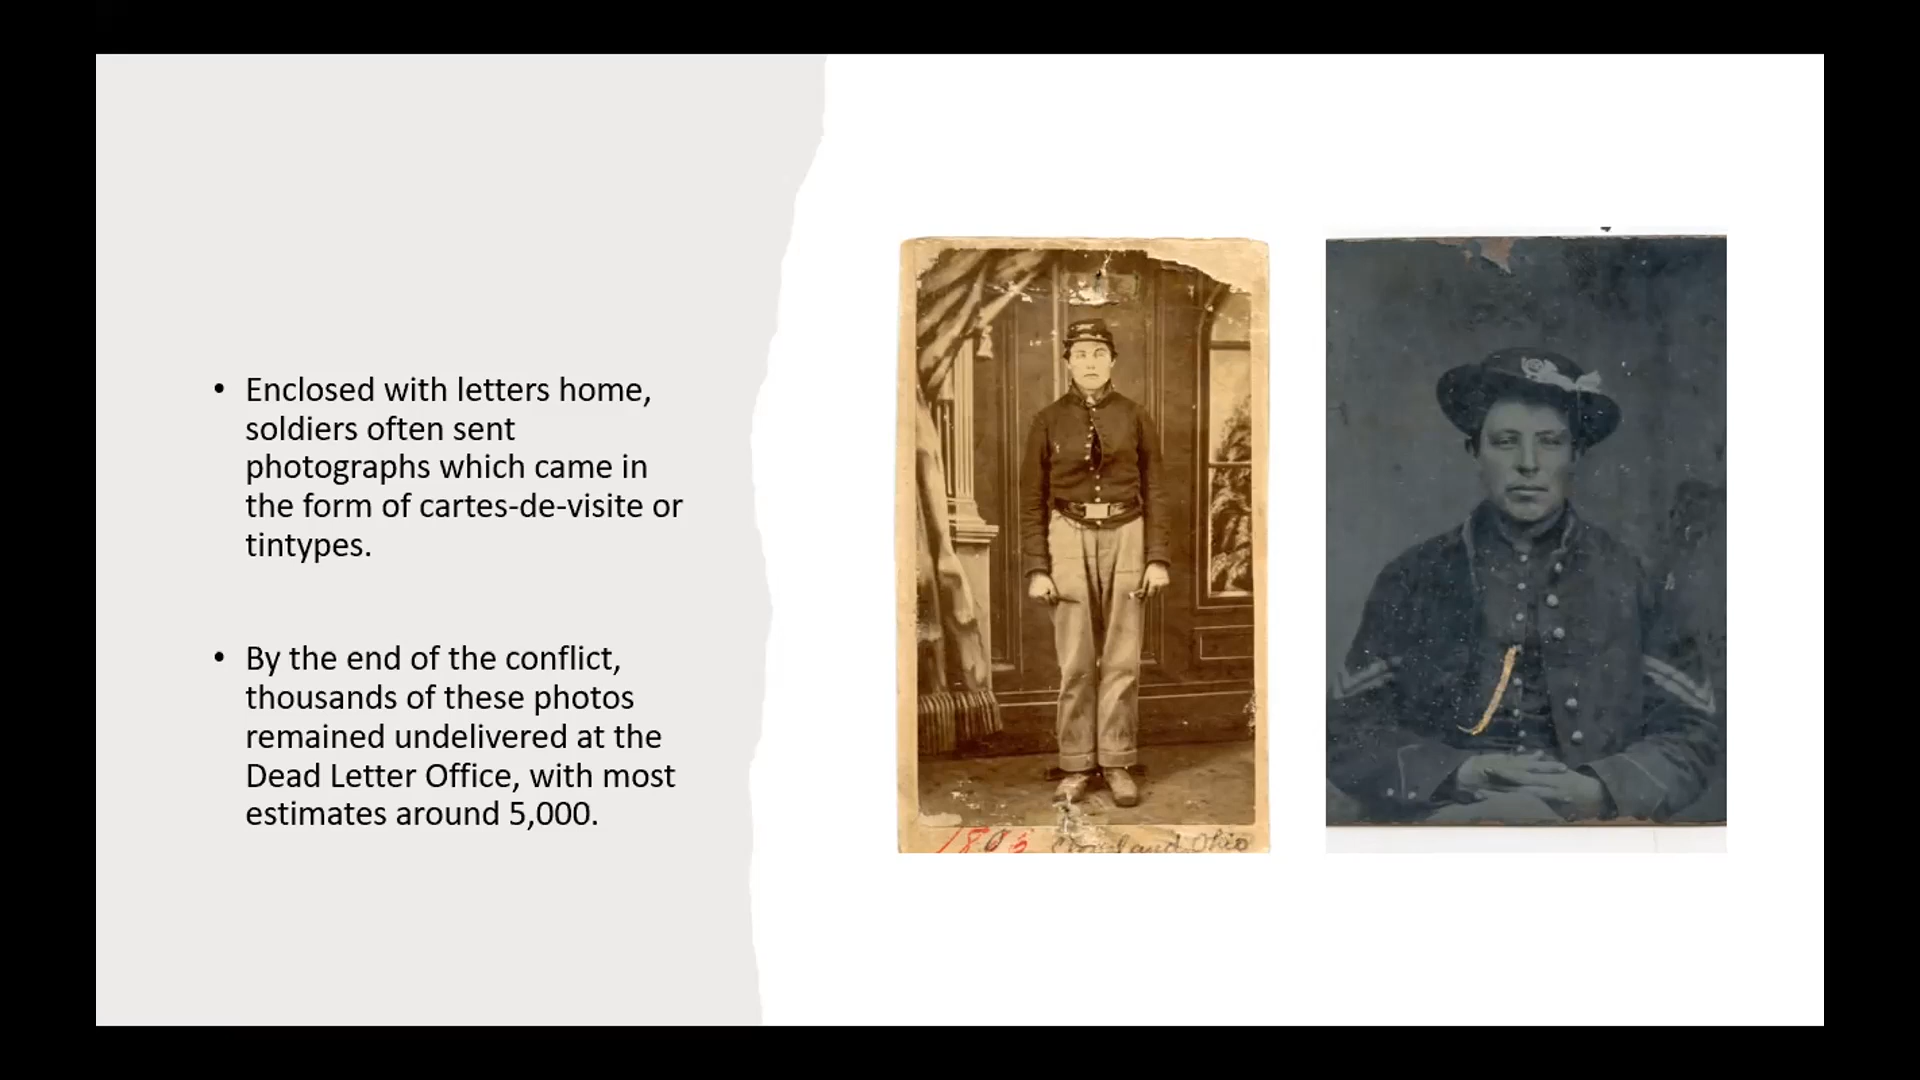 • Enclosed with letters home,
soldiers often sent
photographs which came in
the form of cartes-de-visite or
tintypes.
• By the end of the conflict,
thousands of these photos
remained undelivered at the
Dead Letter Office, with most
estimates around 5,000.
Cleveland Ohio